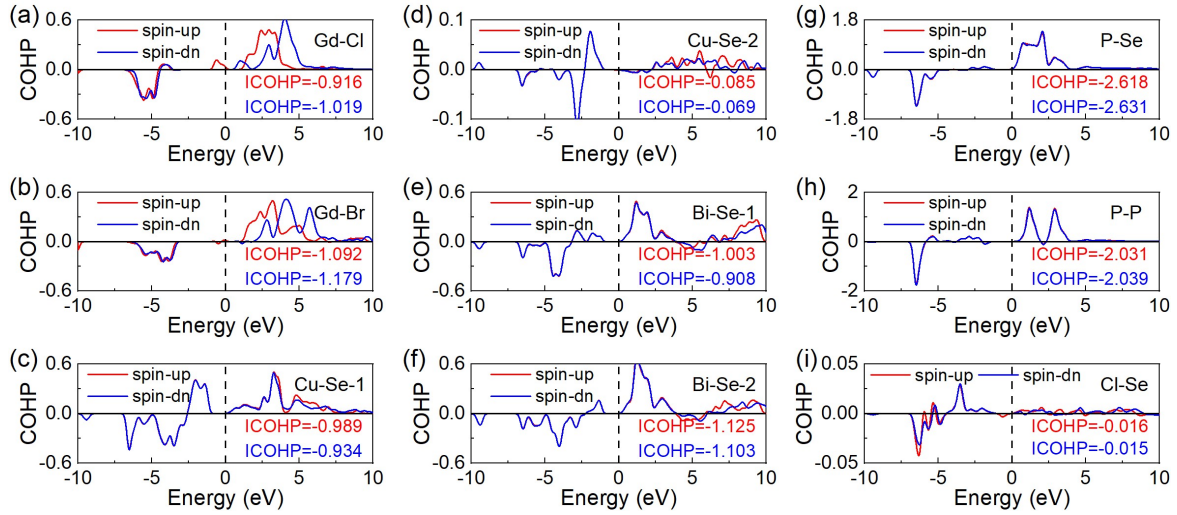 (a)
0.6
0.0
-0.6
COHP
spin-up
spin-dn
Gd-Cl
ICOHP=-0.916
ICOHP=-1.019
-10 -5 0 5 10
Energy (eV)
(d)
0.1
0.0
0.1
COHP
spin-up
spin-dn
Cu-Se-2
ICOHP=-0.085
ICOHP=-0.069
-10 -5 0 5 10
Energy (eV)
(g)
1.8
0.0
-1.8
COHP
spin-up
spin-dn
P-Se
ICOHP=-2.618
ICOHP=-2.631
-10 -5 0 5 10
Energy (eV)
(b)
0.6
0.0
-0.6
COHP
spin-up
spin-dn
Gd-Br
ICOHP=-1.092
ICOHP=-1.179
-10 -5 0 5 10
Energy (eV)
(e)
0.6
0.0
-0.6
COHP
spin-up
spin-dn
Bi-Se-1
ICOHP=-1.003
ICOHP=-0.908
-10 -5 0 5 10
Energy (eV)
(h)
2
0
-2
COHP
spin-up
spin-dn
P-P
ICOHP=-2.031
ICOHP=-2.039
-10 -5 0 5 10
Energy (eV)
(c)
0.6
0.0
-0.6
COHP
spin-up
spin-dn
Cu-Se-1
ICOHP=-0.989
ICOHP=-0.934
-10 -5 0 5 10
Energy (eV)
(f)
0.6
0.0
-0.6
COHP
spin-up
spin-dn
Bi-Se-2
ICOHP=-1.125
ICOHP=-1.103
-10 -5 0 5 10
Energy (eV)
(i)
0.05
0.00
-0.05
COHP
spin-up spin-dn
Cl-Se
ICOHP=-0.016
ICOHP=-0.015
-10 -5 0 5 10
Energy (eV)